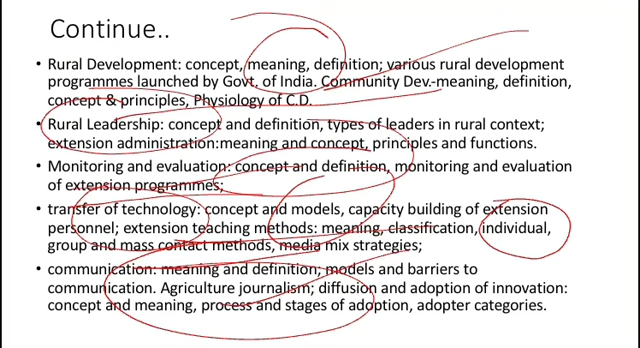 Continue..
• Rural Development: concept, meaning, definition; various rural development
programmes launched by Govt. of India. Community Dev.-meaning, definition,
concept & principles, Physiology of C.D.
• Rural Leadership: concept and definition, types of leaders in rural context;
extension administration:meaning and concept, principles and functions.
• Monitoring and evaluation: concept and definition, monitoring and evaluation
of extension programmes;
• transfer of technology: concept and models, capacity building of extension
personnel; extension teaching methods: meaning, classification, individual,
group and mass contact methods, media mix strategies;
• communication: meaning and definition; models and barriers to
communication. Agriculture journalism; diffusion and adoption of innovation:
concept and meaning, process and stages of adoption, adopter categories.